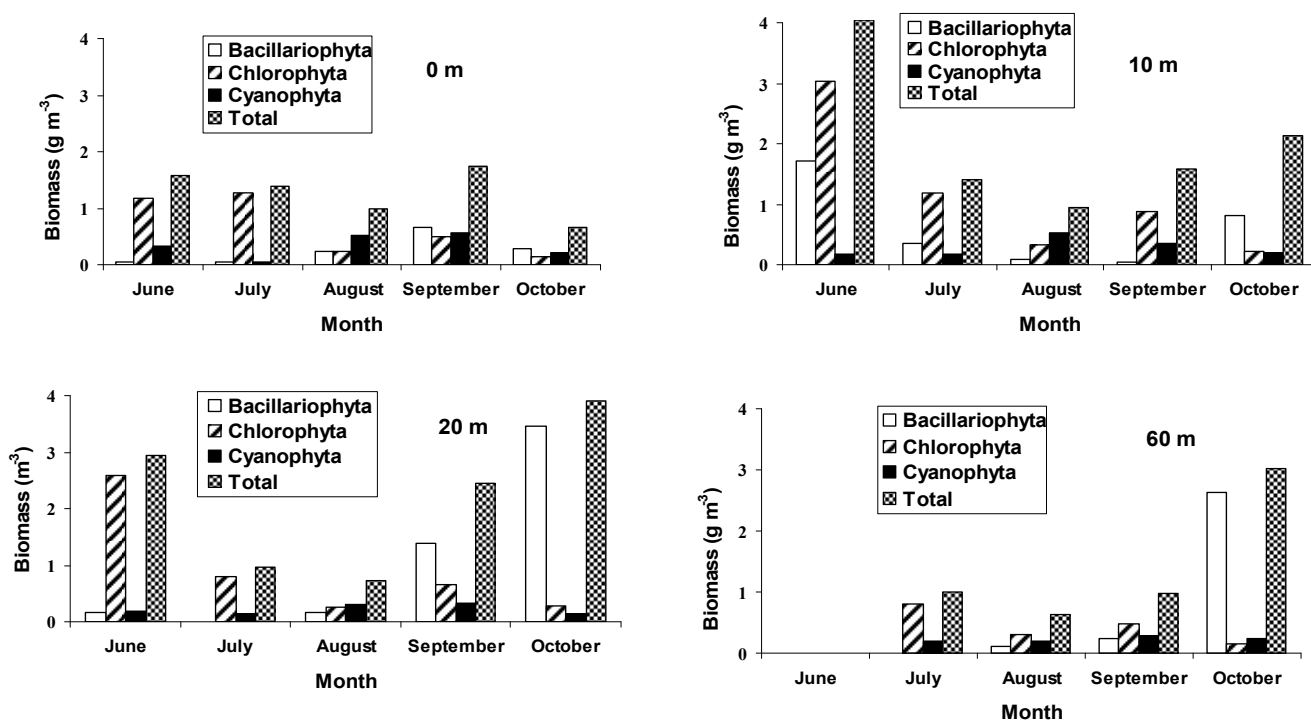 4
3
2
1
0
Biomass (g m-3)
Bacillariophyta
Chlorophyta
Cyanophyta
Total
0 m
June July August September October
Month
4
3
2
1
0
Biomass (g m-3)
Bacillariophyta
Chlorophyta
Cyanophyta
Total
10 m
June July August September October
Month
4
3
2
1
0
Biomass (m-3)
Bacillariophyta
Chlorophyta
Cyanophyta
Total
20 m
June July August September October
Month
4
3
2
1
0
Biomass (g m-3)
Bacillariophyta
Chlorophyta
Cyanophyta
Total
60 m
June July August September October
Month